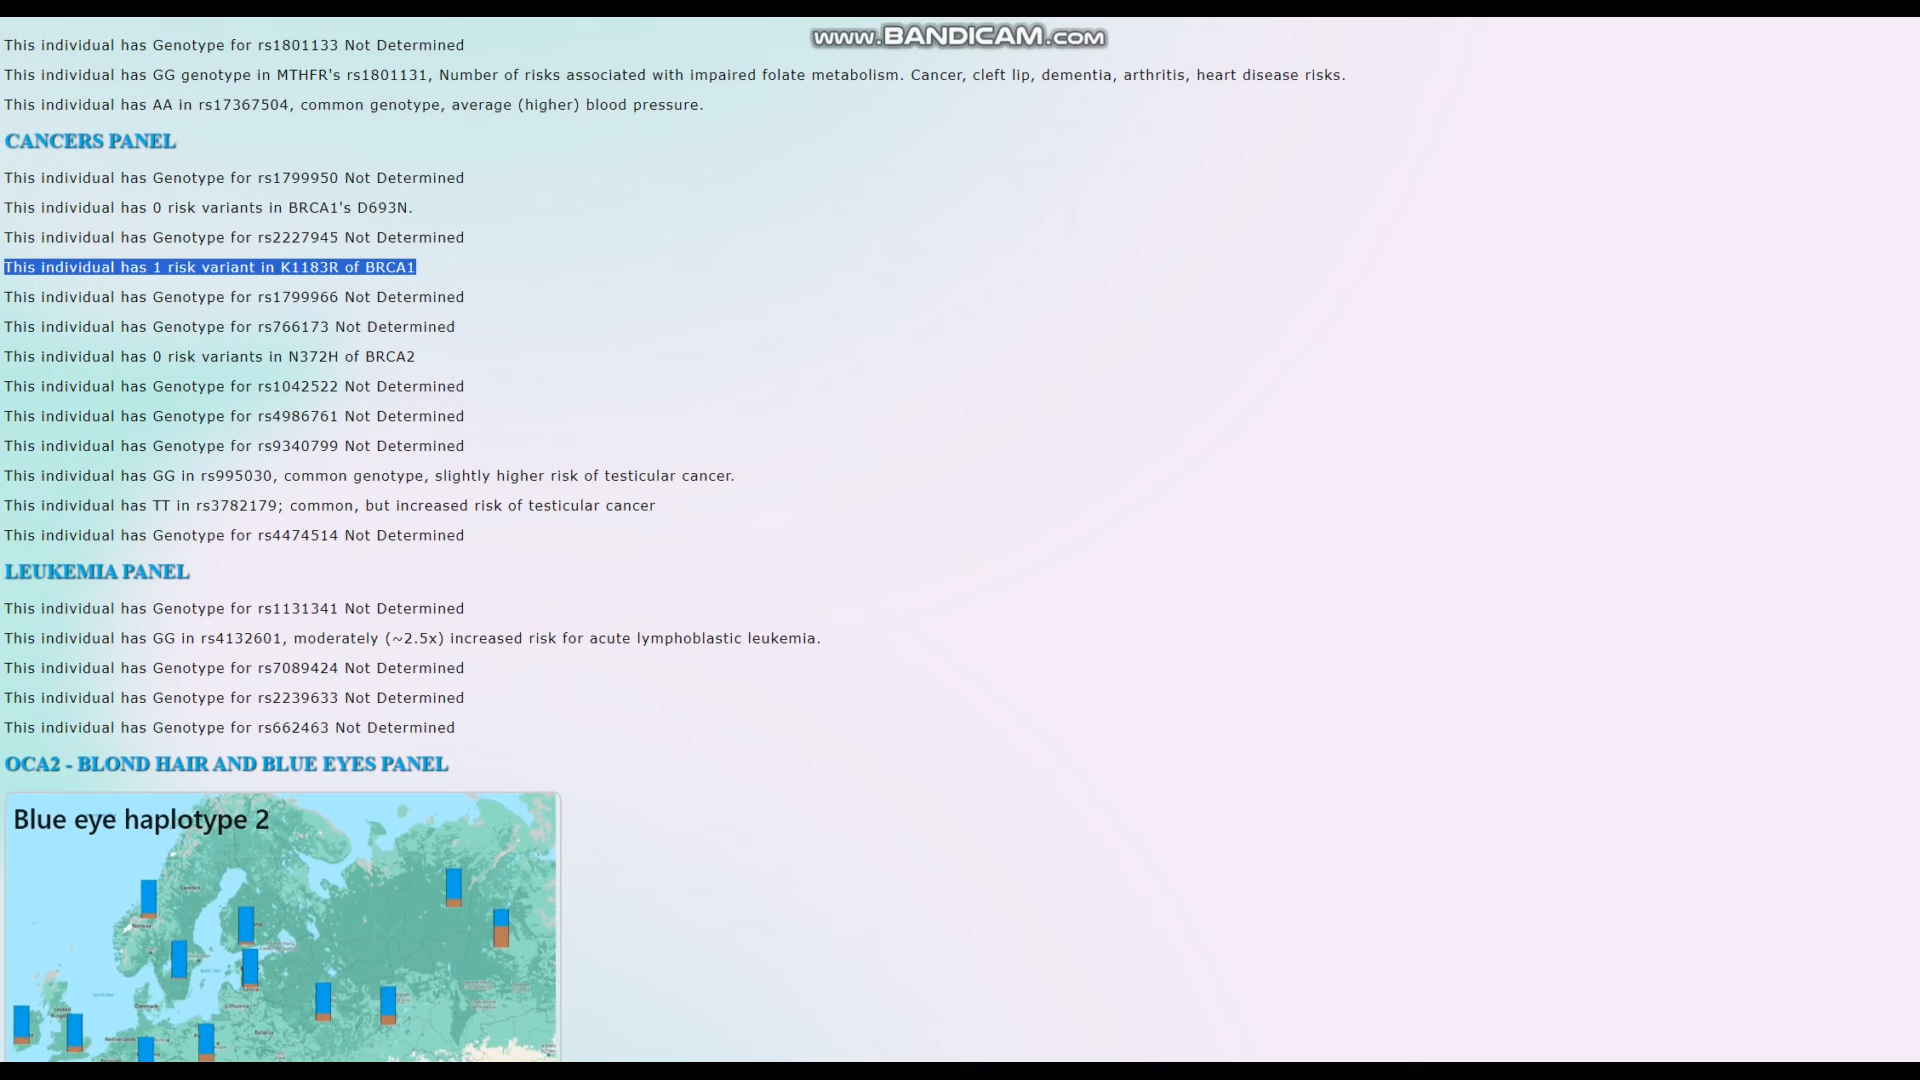 www.BANDICAM.com
This individual has Genotype for rs1801133 Not Determined
This individual has GG genotype in MTHFR's rs1801131, Number of risks associated with impaired folate metabolism. Cancer, cleft lip, dementia, arthritis, heart disease risks.
This individual has AA in rs17367504, common genotype, average (higher) blood pressure.
CANCERS PANEL
This individual has Genotype for rs1799950 Not Determined
This individual has 0 risk variants in BRCA1's D693N.
This individual has Genotype for rs2227945 Not Determined
This individual has 1 risk variant in K1183R of BRCA1
This individual has Genotype for rs1799966 Not Determined
This individual has Genotype for rs766173 Not Determined
This individual has 0 risk variants in N372H of BRCA2
This individual has Genotype for rs1042522 Not Determined
This individual has Genotype for rs4986761 Not Determined
This individual has Genotype for rs9340799 Not Determined
This individual has GG in rs995030, common genotype, slightly higher risk of testicular cancer.
This individual has TT in rs3782179; common, but increased risk of testicular cancer
This individual has Genotype for rs4474514 Not Determined
LEUKEMIA PANEL
This individual has Genotype for rs1131341 Not Determined
This individual has GG in rs4132601, moderately (~2.5x) increased risk for acute lymphoblastic leukemia.
This individual has Genotype for rs7089424 Not Determined
This individual has Genotype for rs2239633 Not Determined
This individual has Genotype for rs662463 Not Determined
OCA2 - BLOND HAIR AND BLUE EYES PANEL
Blue eye haplotype 2
Sweden
Norway
Baltic Sea
Latvia
North Sea
Denmark
Lithuania
United
Belarus